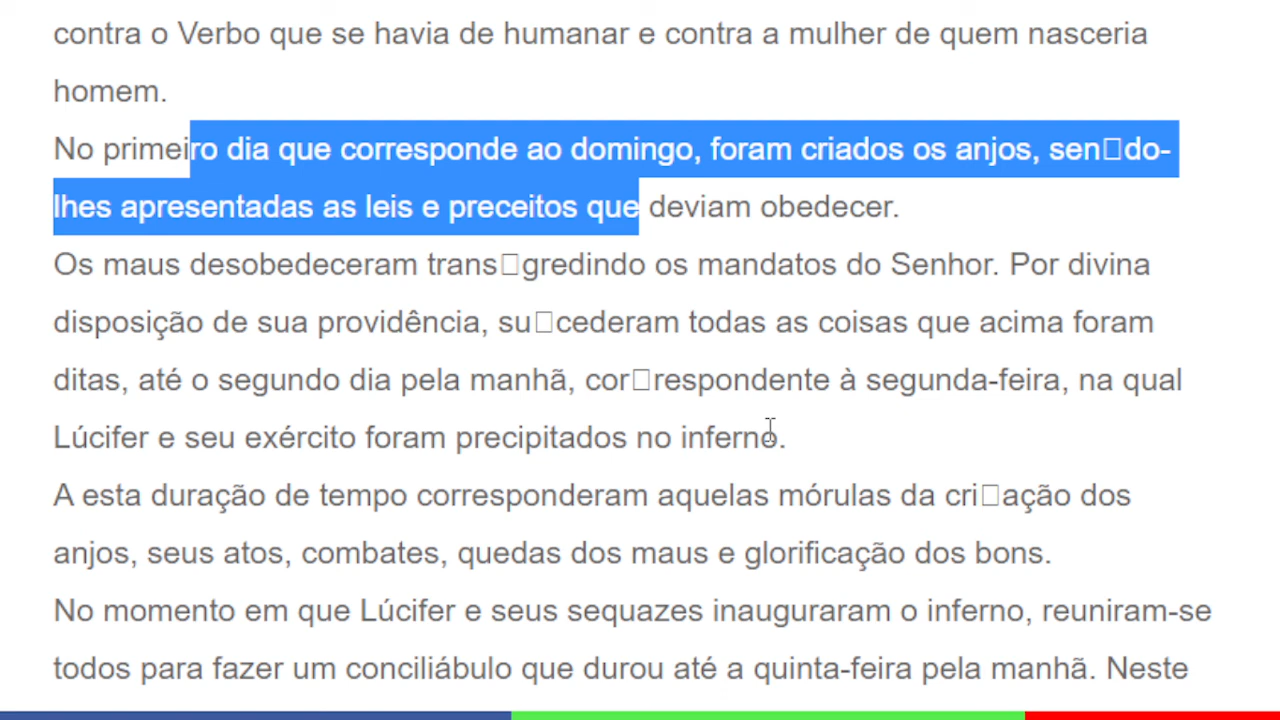 contra o Verbo que se havia de humanar e contra a mulher de quem nasceria
homem.
No primeiro dia que corresponde ao domingo, foram criados os anjos, sen□do-
lhes apresentadas as leis e preceitos que deviam obedecer.
Os maus desobedeceram trans□gredindo os mandatos do Senhor. Por divina
disposição de sua providência, su□cederam todas as coisas que acima foram
ditas, até o segundo dia pela manhã, cor□respondente à segunda-feira, na qual
Lúcifer e seu exército foram precipitados no inferno.
A esta duração de tempo corresponderam aquelas mórulas da cri□ação dos
anjos, seus atos, combates, quedas dos maus e glorificação dos bons.
No momento em que Lúcifer e seus sequazes inauguraram o inferno, reuniram-se
todos para fazer um conciliábulo que durou até a quinta-feira pela manhã. Neste